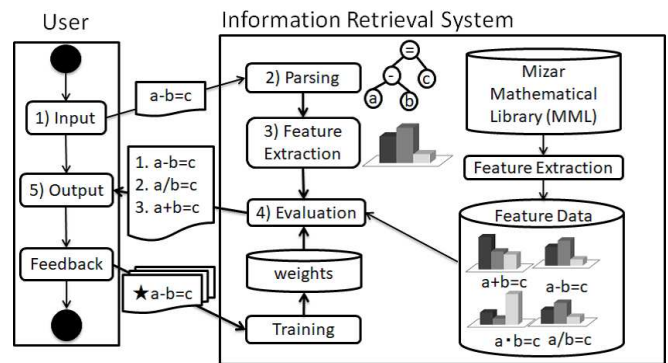 User
Information Retrieval System
1) Input
a-b=c
2) Parsing
=
-
c
a
b
3) Feature
Extraction
Mizar
Mathematical
Library (MML)
Feature Extraction
1. a-b=c
2. a/b=c
3. a+b=c
5) Output
4) Evaluation
Feature Data
a+b=c
a-b=c
a・b=c
a/b=c
weights
Feedback
★a-b=c
Training